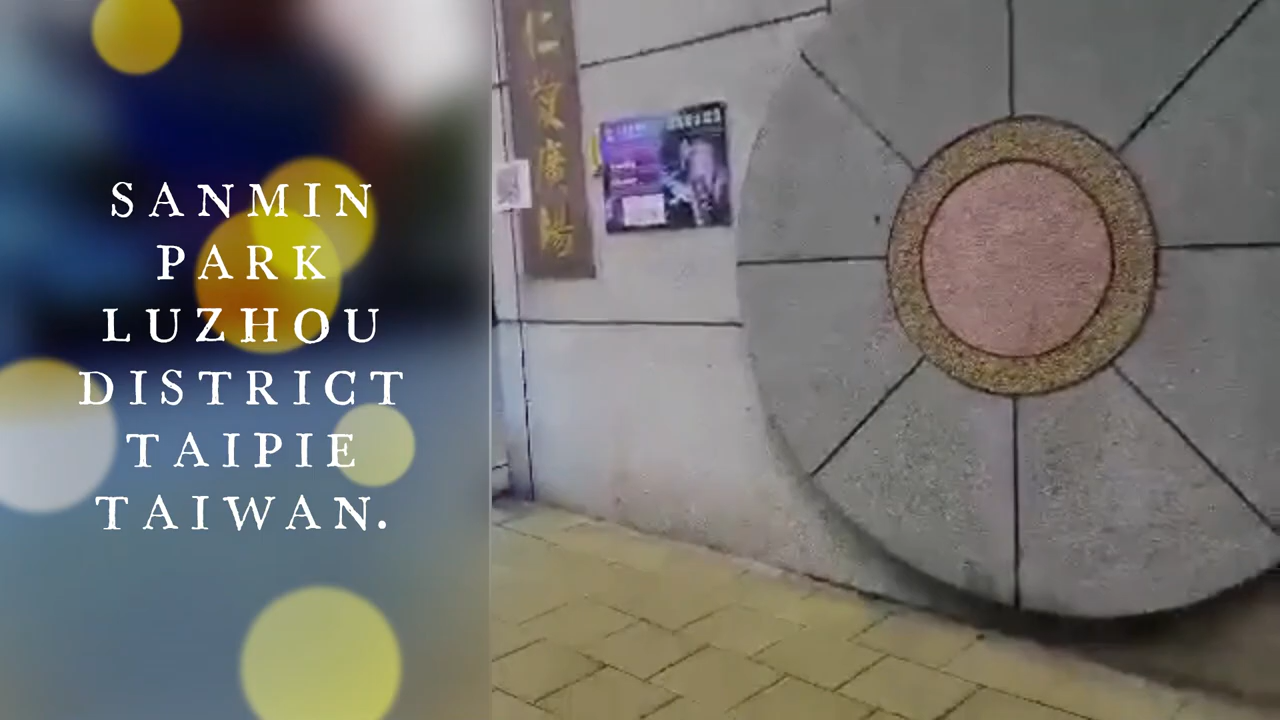 SANMIN
PARK
LUZHOU
DISTRICT
TAIPIE
TAIWAN.
仁愛廣場